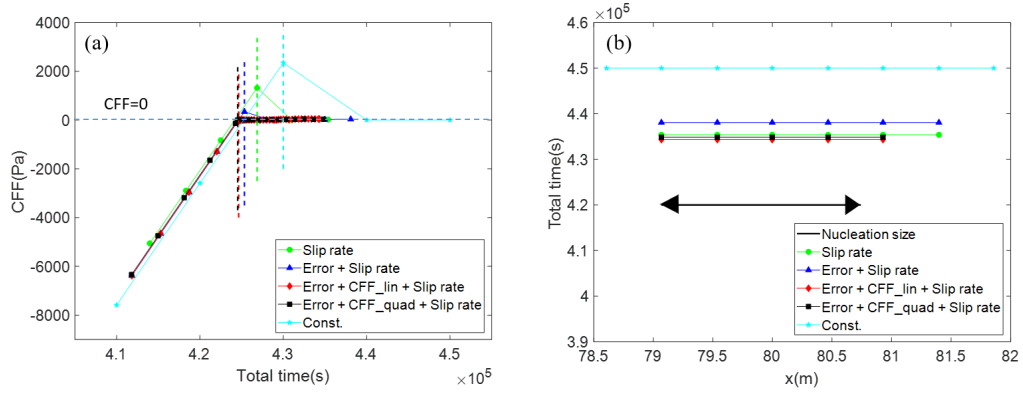 (a)
4000
2000
0
-2000
-4000
-6000
-8000
CFF(Pa)
CFF=0
Slip rate
Error + Slip rate
Error + CFF_lin + Slip rate
Error + CFF_quad + Slip rate
Const.
4.1 4.2 4.3 4.4 4.5
Total time(s)
×10⁵
×10⁵
(b)
4.6
4.5
4.4
4.3
4.2
4.1
4
3.9
Total time(s)
Nucleation size
Slip rate
Error + Slip rate
Error + CFF_lin + Slip rate
Error + CFF_quad + Slip rate
Const.
78.5 79 79.5 80 80.5 81 81.5 82
x(m)